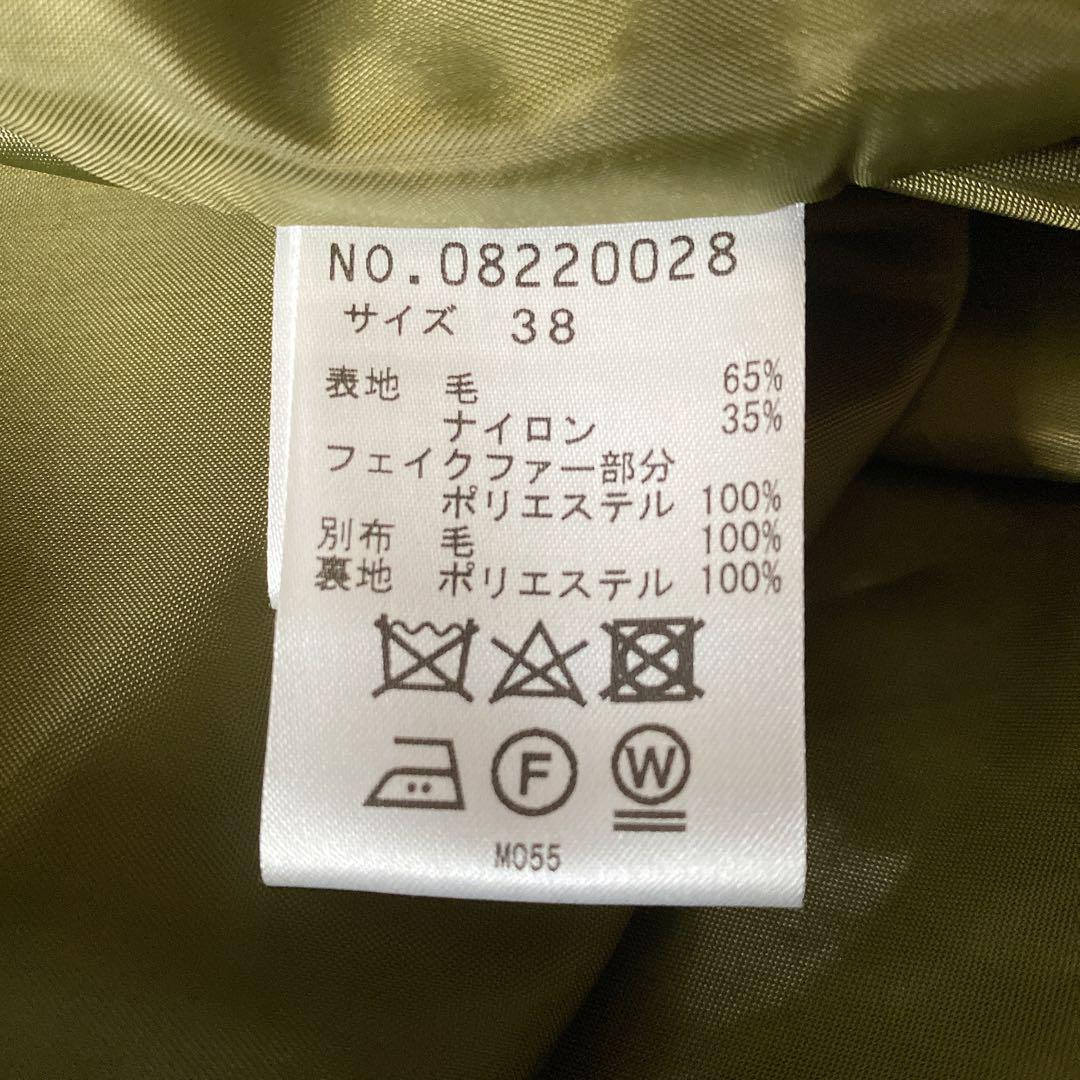 NO.08220028
サイズ 38
表地 毛 65%
ナイロン 35%
フェイクファー部分
ポリエステル 100%
別布 毛 100%
裏地 ポリエステル 100%
F W
M055